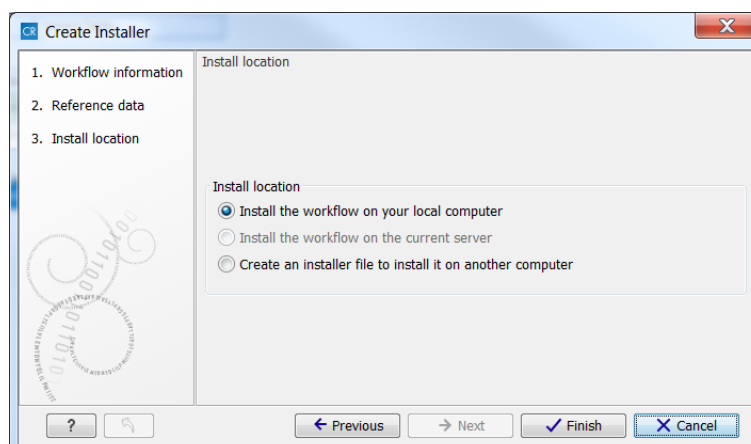 CR Create Installer
X
1. Workflow information
2. Reference data
3. Install location
Install location
Install location
Install the workflow on your local computer
Install the workflow on the current server
Create an installer file to install it on another computer
?
Previous
Next
Finish
Cancel